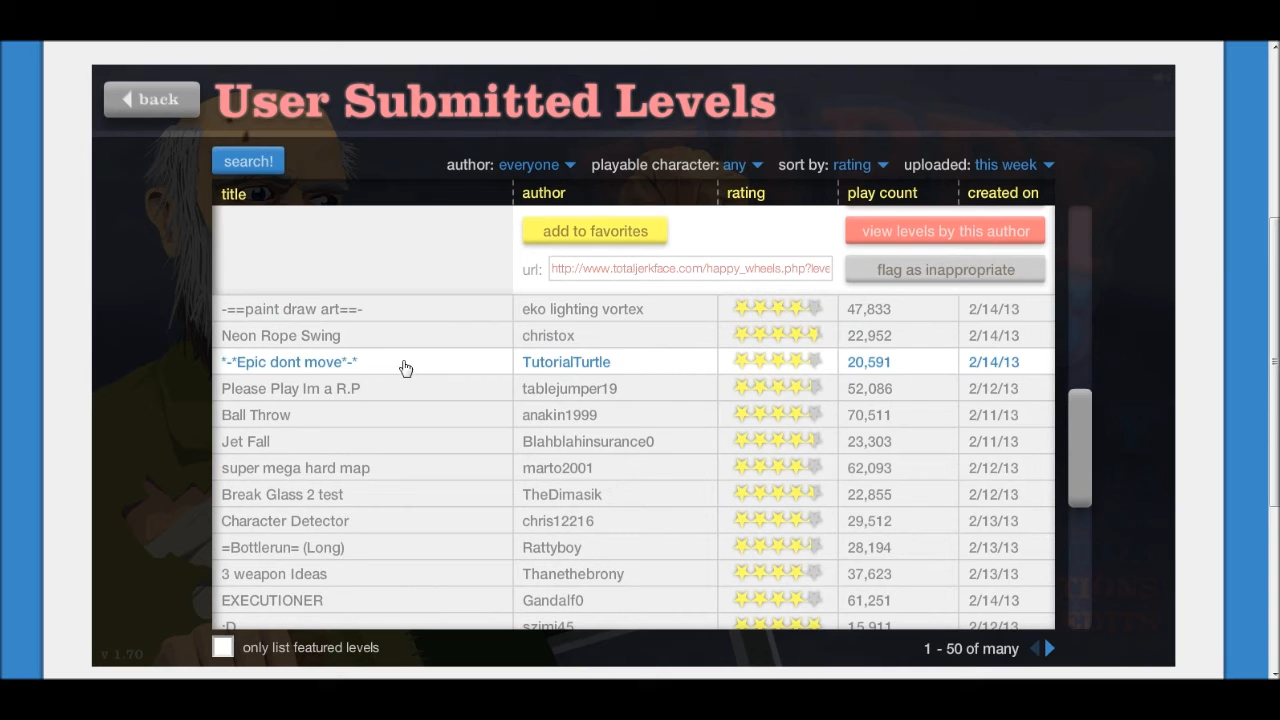 back
User Submitted Levels
search!
author: everyone playable character: any sort by: rating uploaded: this week
title author rating play count created on
add to favorites view levels by this author
url: http://www.totaljerkface.com/happy_wheels.php?leve flag as inappropriate
-==paint draw art==- eko lighting vortex 47,833 2/14/13
Neon Rope Swing christox 22,952 2/14/13
*-*Epic dont move*-* TutorialTurtle 20,591 2/14/13
Please Play Im a R.P tablejumper19 52,086 2/12/13
Ball Throw anakin1999 70,511 2/11/13
Jet Fall Blahblahinsurance0 23,303 2/11/13
super mega hard map marto2001 62,093 2/12/13
Break Glass 2 test TheDimasik 22,855 2/12/13
Character Detector chris12216 29,512 2/13/13
=Bottlerun= (Long) Rattyboy 28,194 2/13/13
3 weapon Ideas Thanethebrony 37,623 2/13/13
EXECUTIONER Gandalf0 61,251 2/14/13
:D szimi45 15,911 2/12/13
only list featured levels 1 - 50 of many
v 1.70